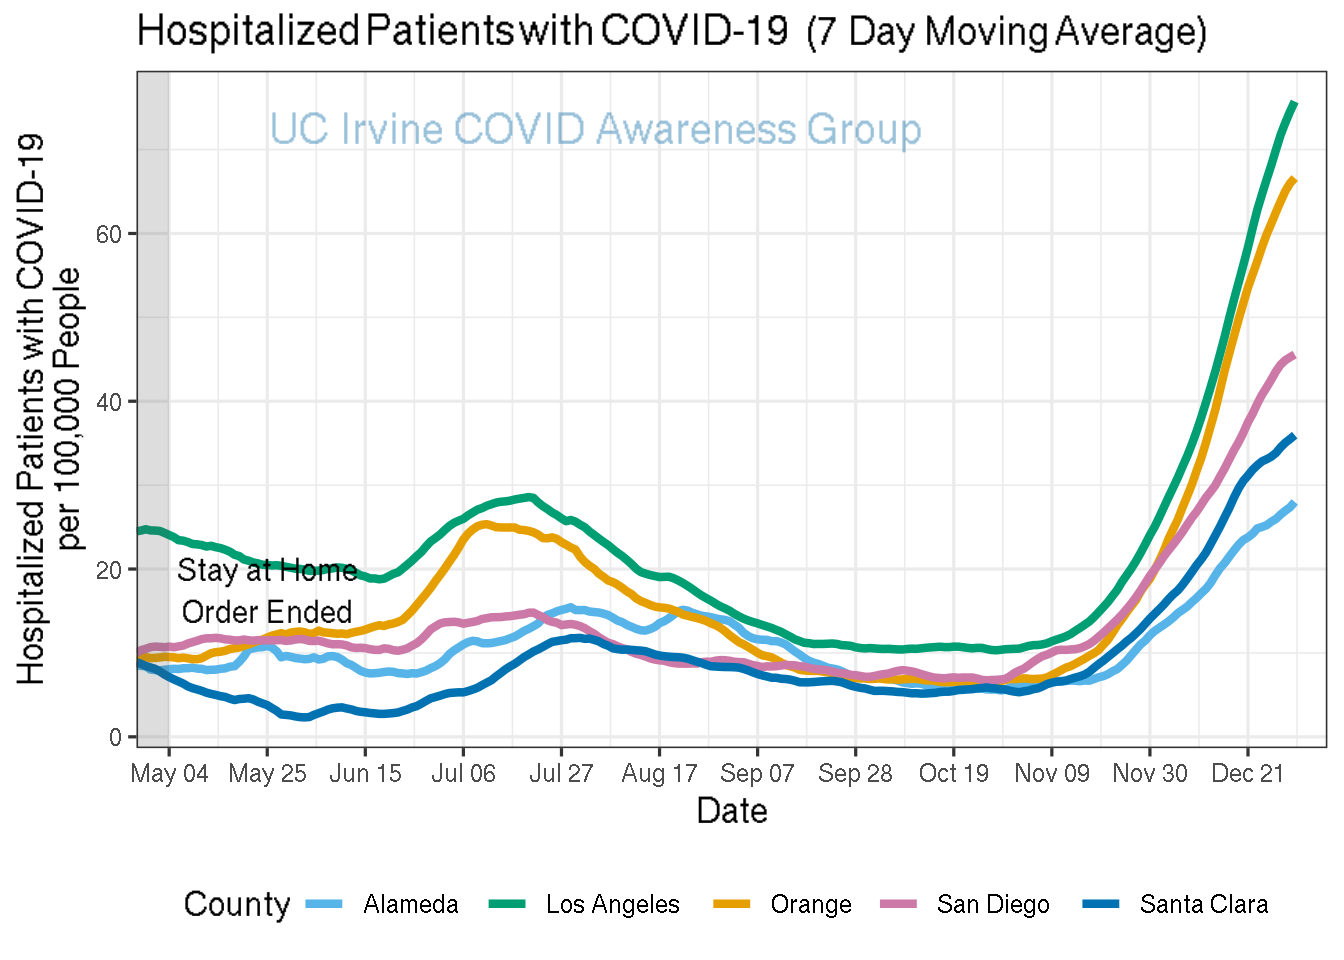 Hospitalized Patients with COVID-19 (7 Day Moving Average)
UC Irvine COVID Awareness Group
Hospitalized Patients with COVID-19
per 100,000 People
60
40
20
0
Stay at Home
Order Ended
May 04 May 25 Jun 15 Jul 06 Jul 27 Aug 17 Sep 07 Sep 28 Oct 19 Nov 09 Nov 30 Dec 21
Date
County Alameda Los Angeles Orange San Diego Santa Clara